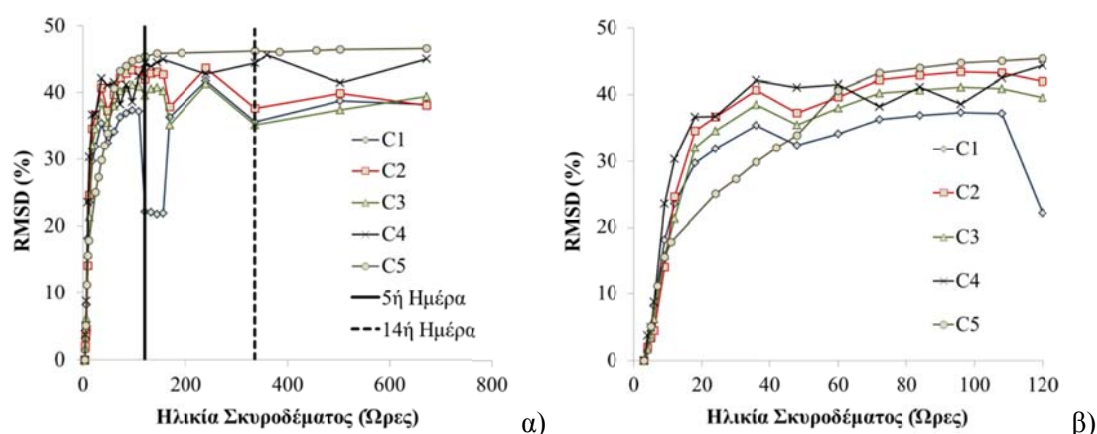 50
40
30
20
10
0
RMSD (%)
C1
C2
C3
C4
C5
5ή Ημέρα
14ή Ημέρα
0 200 400 600 800
Ηλικία Σκυροδέματος (Ώρες)
α)
50
40
30
20
10
0
RMSD (%)
C1
C2
C3
C4
C5
0 20 40 60 80 100 120
Ηλικία Σκυροδέματος (Ώρες)
β)